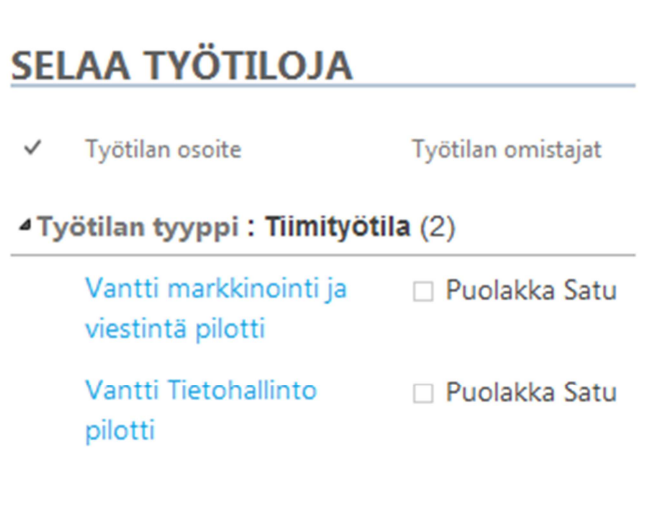 SELAA TYÖTILOJA
Työtilan osoite Työtilan omistajat
Työtilan tyyppi : Tiimityötila (2)
Vantti markkinointi ja Puolakka Satu
viestintä pilotti
Vantti Tietohallinto Puolakka Satu
pilotti